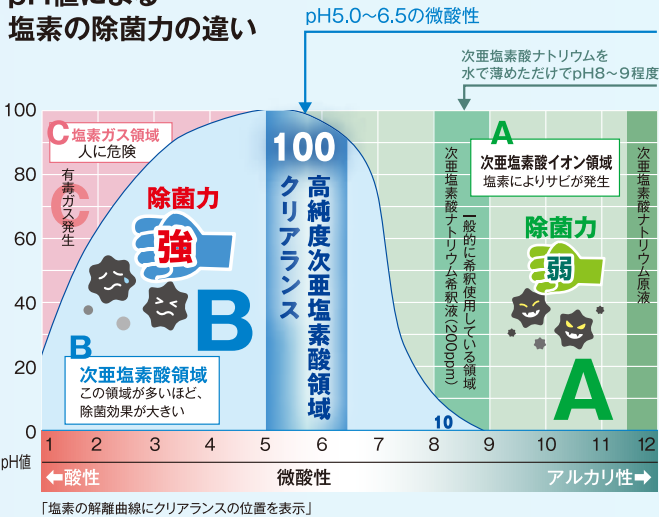 pH値による
塩素の除菌力の違い
pH5.0〜6.5の微酸性
次亜塩素酸ナトリウムを
水で薄めただけでpH8〜9程度
100
80
60
40
20
0
C 塩素ガス領域
人に危険
C
有毒ガス発生
除菌力
強
B
B
次亜塩素酸領域
この領域が多いほど、
除菌効果が大きい
100
高純度次亜塩素酸領域
クリアランス
次亜塩素酸ナトリウム希釈液(200ppm)
一般的に希釈使用している領域
10
A
次亜塩素酸イオン領域
塩素によりサビが発生
除菌力
弱
A
次亜塩素酸ナトリウム原液
1 2 3 4 5 6 7 8 9 10 11 12
pH値
←酸性
微酸性
アルカリ性→
「塩素の解離曲線にクリアランスの位置を表示」